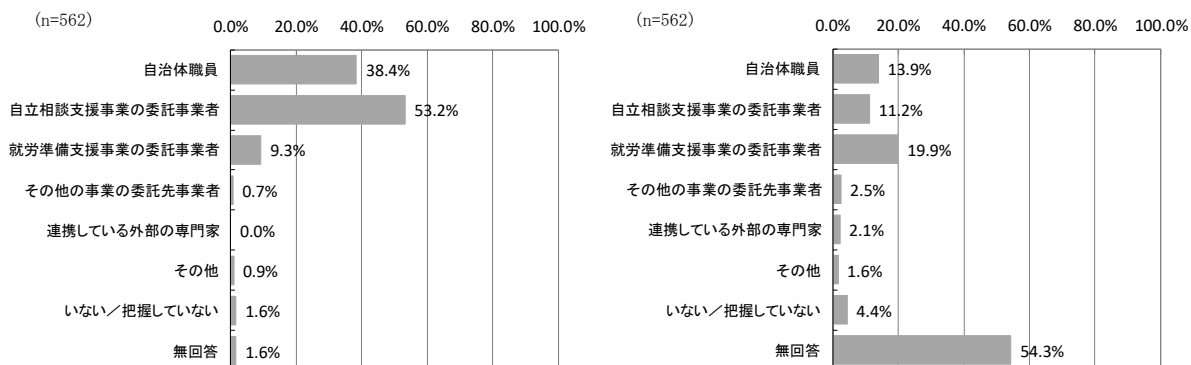 (n=562)
0.0% 20.0% 40.0% 60.0% 80.0% 100.0%
自治体職員 38.4%
自立相談支援事業の委託事業者 53.2%
就労準備支援事業の委託事業者 9.3%
その他の事業の委託先事業者 0.7%
連携している外部の専門家 0.0%
その他 0.9%
いない／把握していない 1.6%
無回答 1.6%
(n=562)
0.0% 20.0% 40.0% 60.0% 80.0% 100.0%
自治体職員 13.9%
自立相談支援事業の委託事業者 11.2%
就労準備支援事業の委託事業者 19.9%
その他の事業の委託先事業者 2.5%
連携している外部の専門家 2.1%
その他 1.6%
いない／把握していない 4.4%
無回答 54.3%